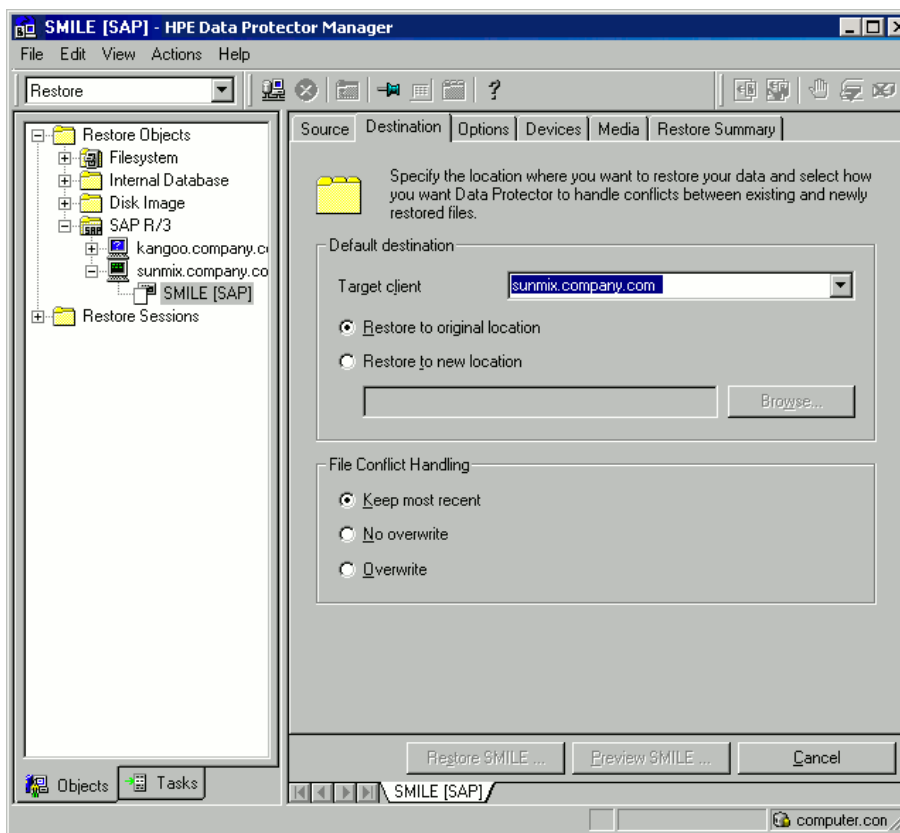 SMILE [SAP] - HPE Data Protector Manager
File Edit View Actions Help
Restore
?
Restore Objects
Filesystem
Internal Database
Disk Image
SAP R/3
kangoo.company.c
sunmix.company.co
SMILE [SAP]
Restore Sessions
Source Destination Options Devices Media Restore Summary
Specify the location where you want to restore your data and select how
you want Data Protector to handle conflicts between existing and newly
restored files.
Default destination
Target client
sunmix.company.com
Restore to original location
Restore to new location
Browse...
File Conflict Handling
Keep most recent
No overwrite
Overwrite
Restore SMILE ... Preview SMILE ... Cancel
Objects Tasks
SMILE [SAP]
computer.con